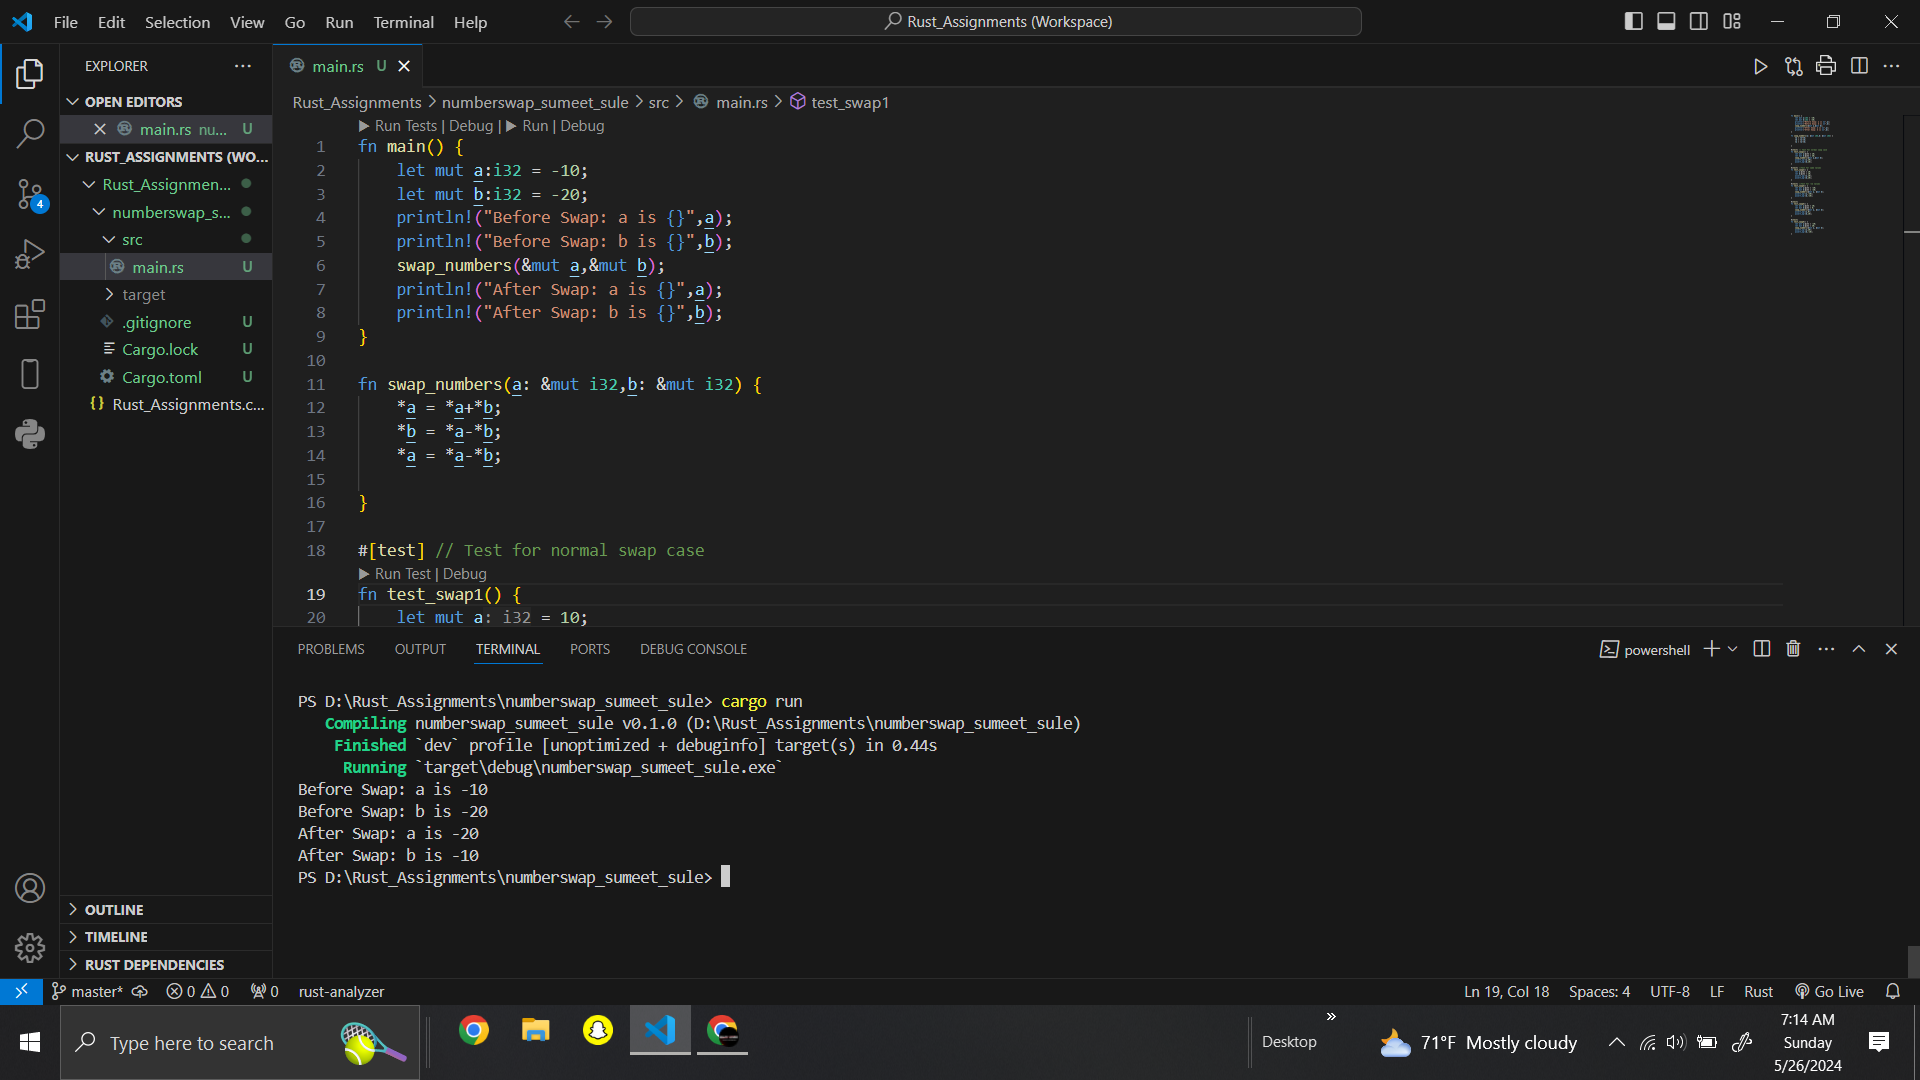 File Edit Selection View Go Run Terminal Help
Rust_Assignments (Workspace)
EXPLORER
OPEN EDITORS
main.rs nu... U
RUST_ASSIGNMENTS (WO...
Rust_Assignmen...
numberswap_s...
src
main.rs U
target
.gitignore U
Cargo.lock U
Cargo.toml U
{} Rust_Assignments.c...
4
OUTLINE
TIMELINE
RUST DEPENDENCIES
main.rs U
Rust_Assignments > numberswap_sumeet_sule > src > main.rs > test_swap1
Run Tests | Debug | Run | Debug
1 fn main() {
2 let mut a:i32 = -10;
3 let mut b:i32 = -20;
4 println!("Before Swap: a is {}",a);
5 println!("Before Swap: b is {}",b);
6 swap_numbers(&mut a,&mut b);
7 println!("After Swap: a is {}",a);
8 println!("After Swap: b is {}",b);
9 }
10
11 fn swap_numbers(a: &mut i32,b: &mut i32) {
12 *a = *a+*b;
13 *b = *a-*b;
14 *a = *a-*b;
15
16 }
17
18 #[test] // Test for normal swap case
Run Test | Debug
19 fn test_swap1() {
20 let mut a: i32 = 10;
PROBLEMS OUTPUT TERMINAL PORTS DEBUG CONSOLE
powershell
PS D:\Rust_Assignments\numberswap_sumeet_sule> cargo run
Compiling numberswap_sumeet_sule v0.1.0 (D:\Rust_Assignments\numberswap_sumeet_sule)
Finished `dev` profile [unoptimized + debuginfo] target(s) in 0.44s
Running `target\debug\numberswap_sumeet_sule.exe`
Before Swap: a is -10
Before Swap: b is -20
After Swap: a is -20
After Swap: b is -10
PS D:\Rust_Assignments\numberswap_sumeet_sule>
master* 0 0 0 rust-analyzer
Ln 19, Col 18 Spaces: 4 UTF-8 LF Rust Go Live
Type here to search
Desktop
71°F Mostly cloudy
7:14 AM
Sunday
5/26/2024